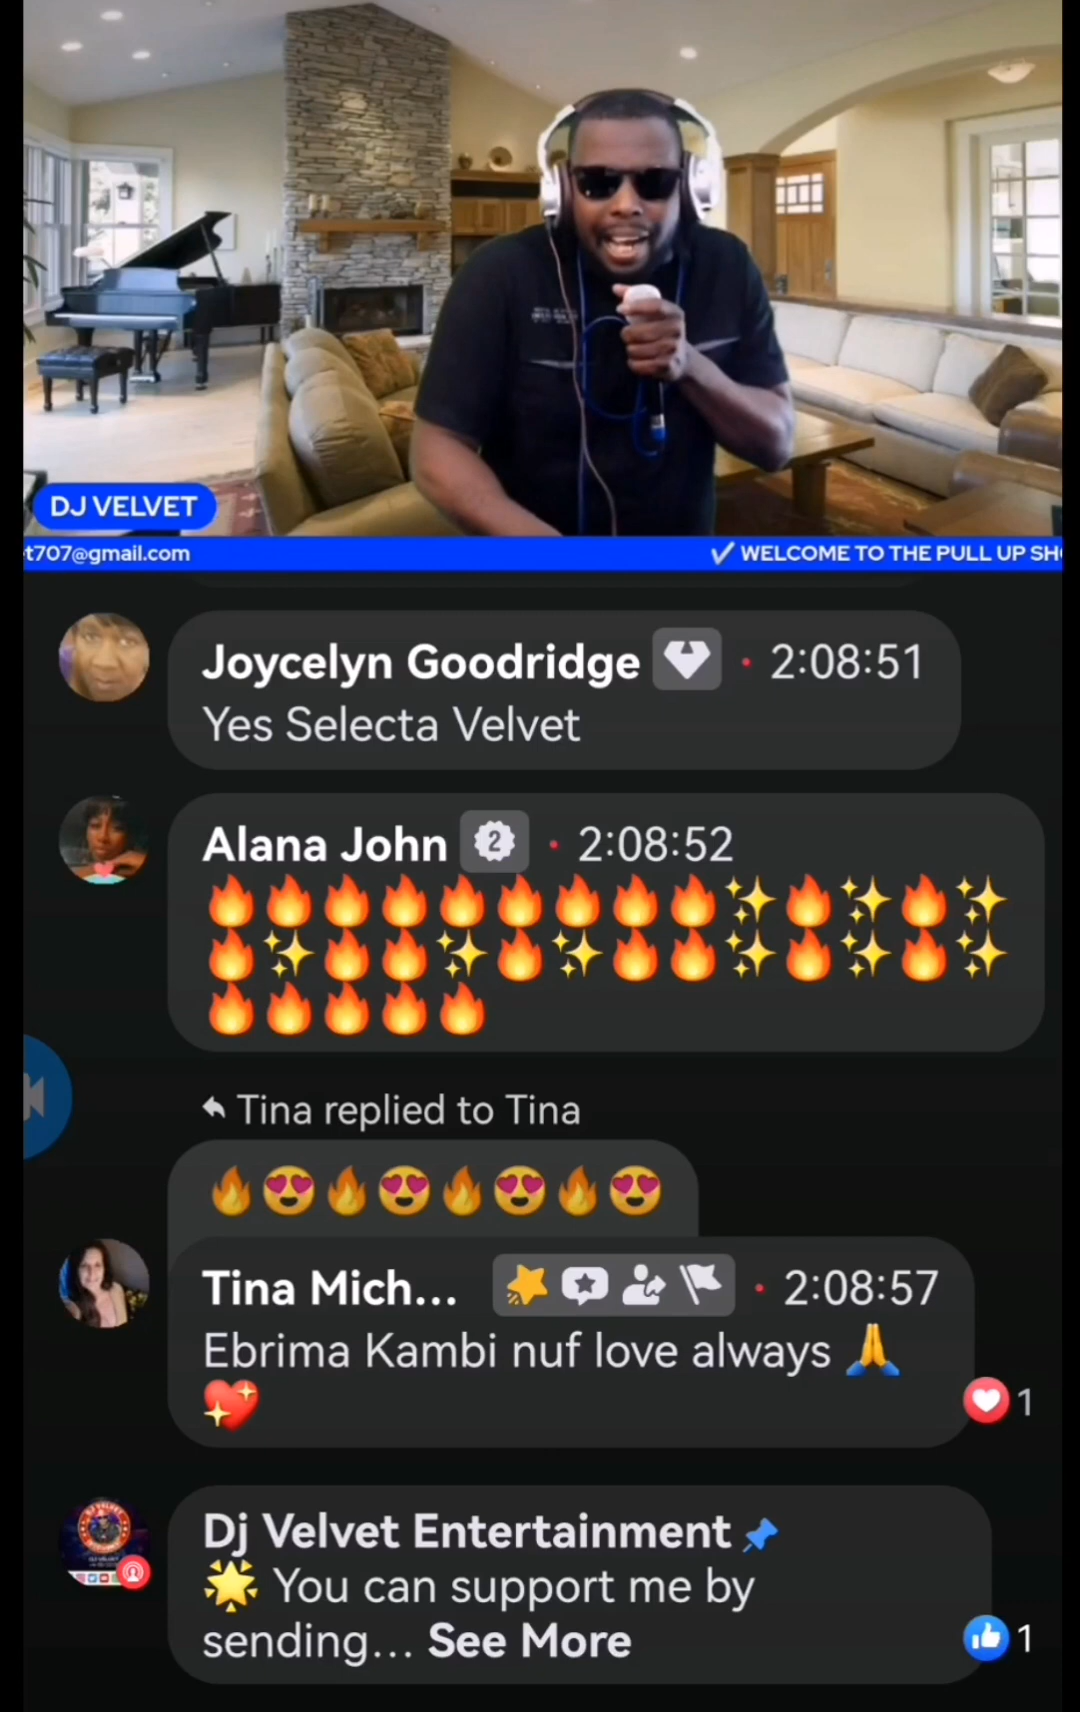 DJ VELVET
t707@gmail.com ✔ WELCOME TO THE PULL UP SH
Joycelyn Goodridge · 2:08:51
Yes Selecta Velvet
Alana John 2 · 2:08:52
🔥🔥🔥🔥🔥🔥🔥🔥🔥✨🔥✨🔥✨
🔥✨🔥🔥✨🔥✨🔥🔥✨🔥✨🔥✨
🔥🔥🔥🔥🔥
Tina replied to Tina
🔥😍🔥😍🔥😍🔥😍
Tina Mich... · 2:08:57
Ebrima Kambi nuf love always 🙏
💖
1
Dj Velvet Entertainment 📌
🌟 You can support me by
sending... See More
1